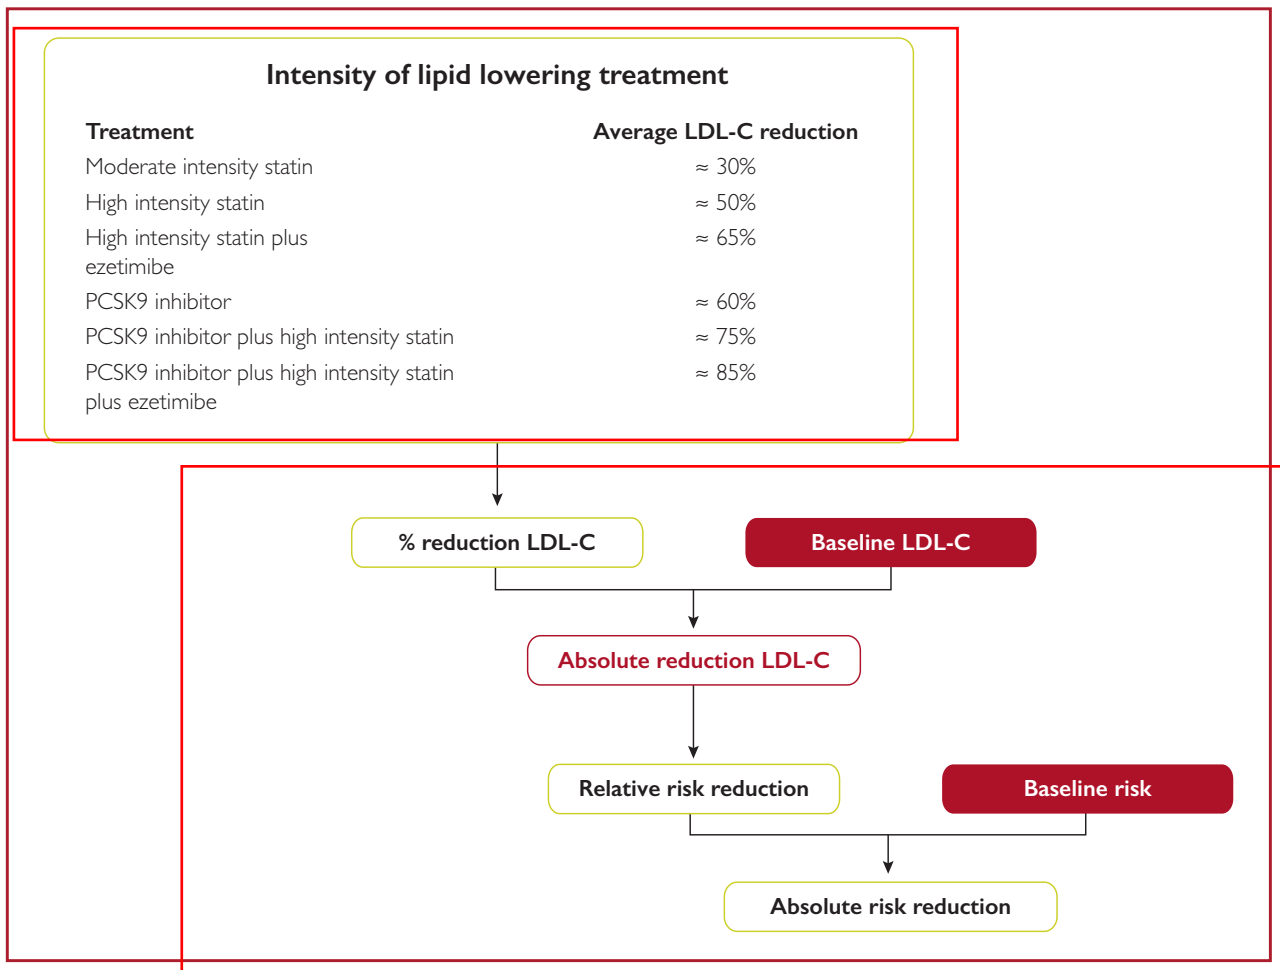 Intensity of lipid lowering treatment
Treatment Average LDL-C reduction
Moderate intensity statin ≈ 30%
High intensity statin ≈ 50%
High intensity statin plus ≈ 65%
ezetimibe
PCSK9 inhibitor ≈ 60%
PCSK9 inhibitor plus high intensity statin ≈ 75%
PCSK9 inhibitor plus high intensity statin ≈ 85%
plus ezetimibe
% reduction LDL-C Baseline LDL-C
Absolute reduction LDL-C
Relative risk reduction Baseline risk
Absolute risk reduction